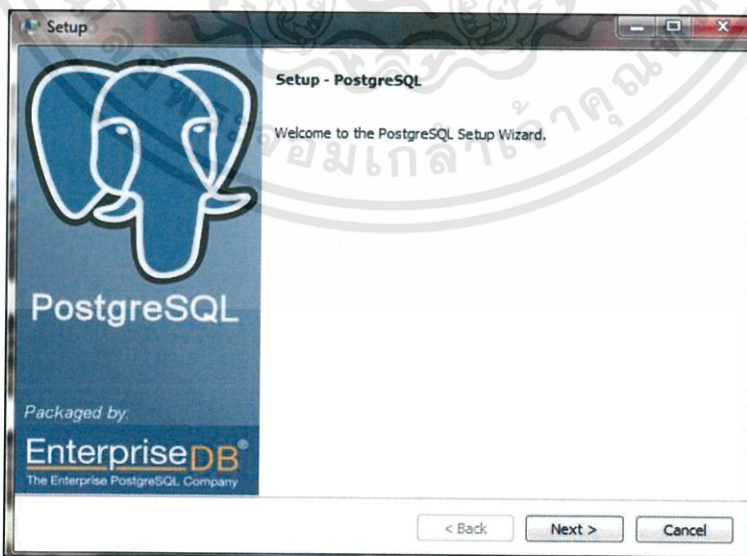 Setup
Setup - PostgreSQL
Welcome to the PostgreSQL Setup Wizard.
PostgreSQL
Packaged by:
EnterpriseDB®
The Enterprise PostgreSQL Company
< Back
Next >
Cancel